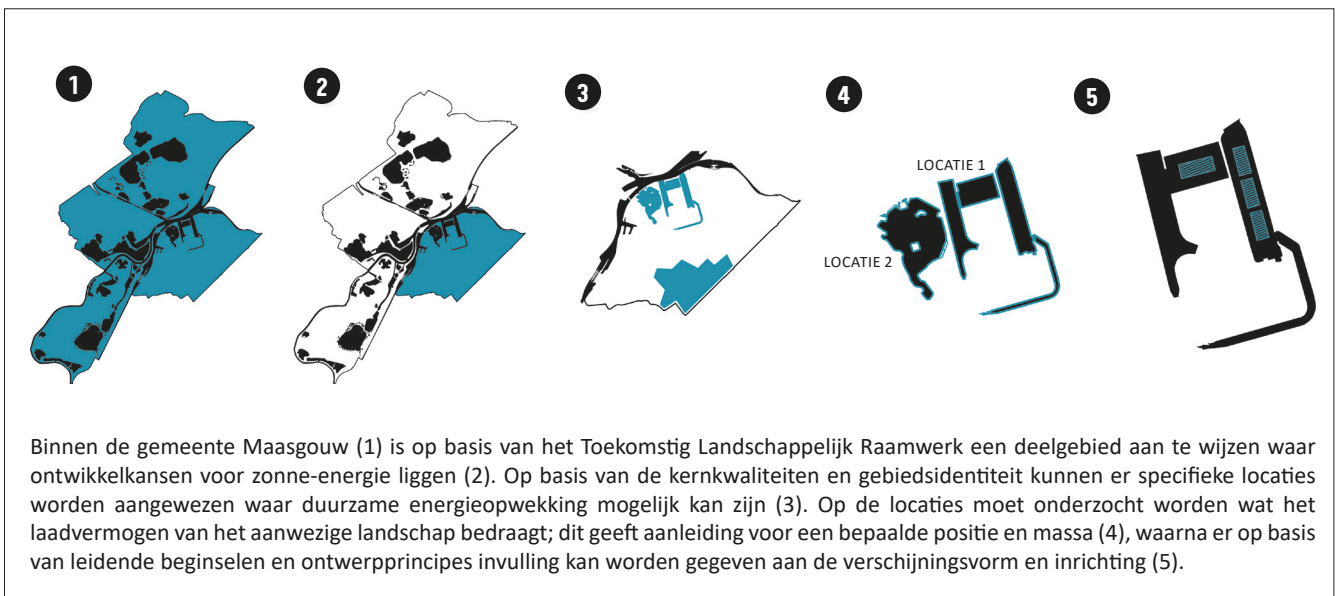 1
2
3
4
5
LOCATIE 1
LOCATIE 2
Binnen de gemeente Maasgouw (1) is op basis van het Toekomstig Landschappelijk Raamwerk een deelgebied aan te wijzen waar
ontwikkelkansen voor zonne-energie liggen (2). Op basis van de kernkwaliteiten en gebiedsidentiteit kunnen er specifieke locaties
worden aangewezen waar duurzame energieopwekking mogelijk kan zijn (3). Op de locaties moet onderzocht worden wat het
laadvermogen van het aanwezige landschap bedraagt; dit geeft aanleiding voor een bepaalde positie en massa (4), waarna er op basis
van leidende beginselen en ontwerpprincipes invulling kan worden gegeven aan de verschijningsvorm en inrichting (5).